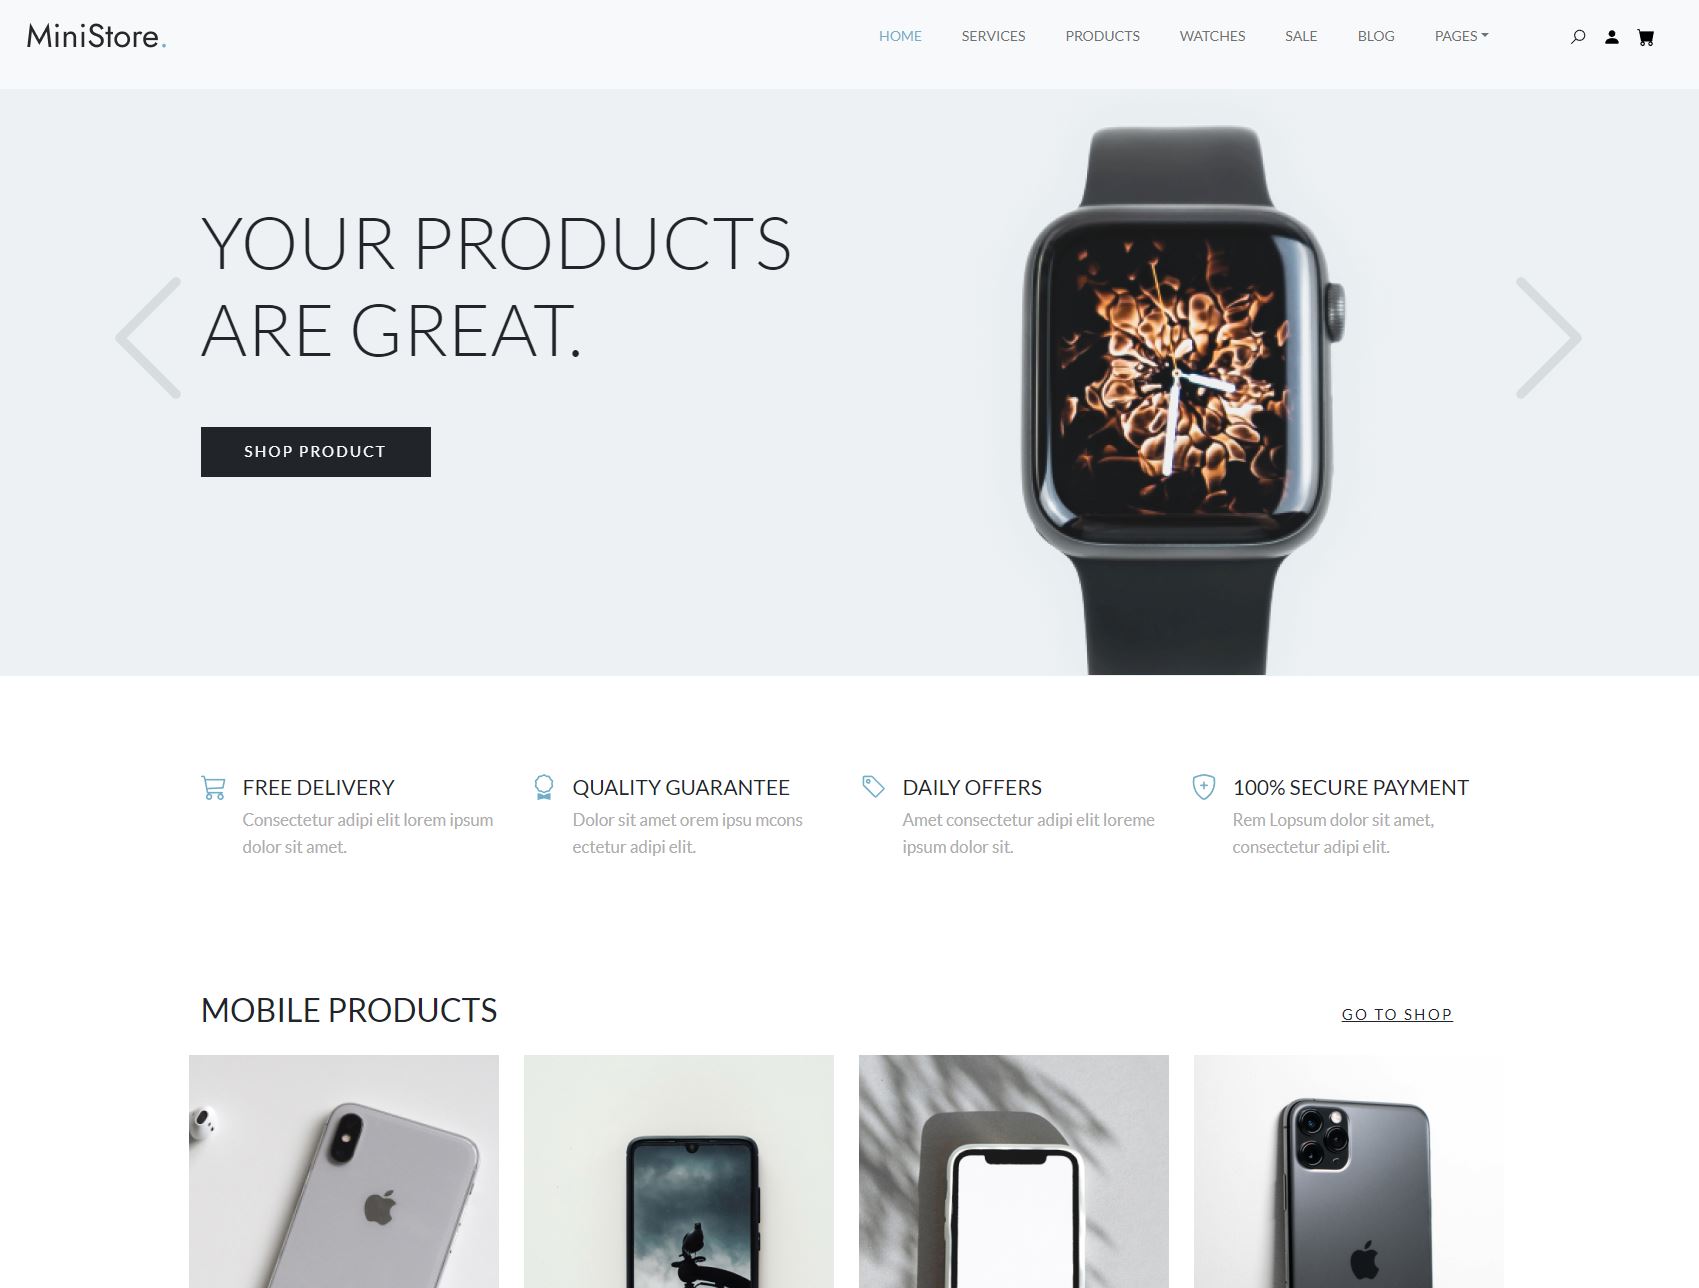 MiniStore.
HOME SERVICES PRODUCTS WATCHES SALE BLOG PAGES
YOUR PRODUCTS
ARE GREAT.
SHOP PRODUCT
FREE DELIVERY
Consectetur adipi elit lorem ipsum
dolor sit amet.
QUALITY GUARANTEE
Dolor sit amet orem ipsu mcons
ectetur adipi elit.
DAILY OFFERS
Amet consectetur adipi elit loreme
ipsum dolor sit.
100% SECURE PAYMENT
Rem Lopsum dolor sit amet,
consectetur adipi elit.
MOBILE PRODUCTS
GO TO SHOP